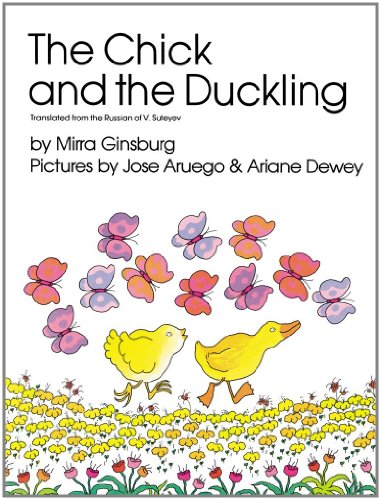 The Chick
and the Duckling
Translated from the Russian of V. Suteyev
by Mirra Ginsburg
Pictures by Jose Aruego & Ariane Dewey